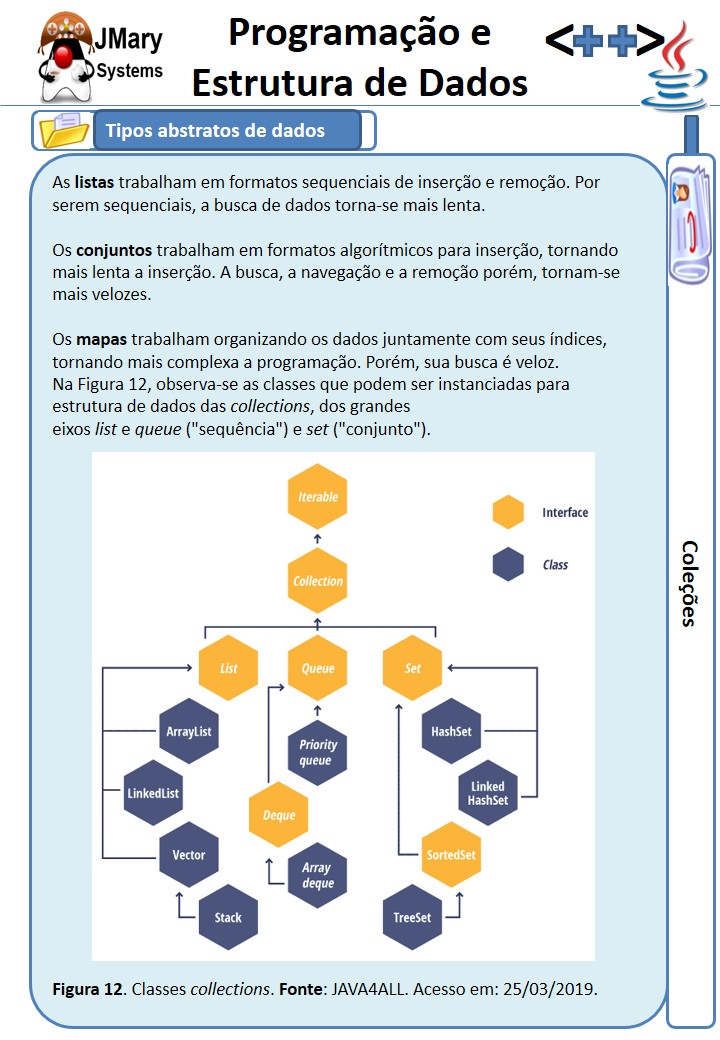 JMary
Systems
Programação e
Estrutura de Dados
<++>
Tipos abstratos de dados
As listas trabalham em formatos sequenciais de inserção e remoção. Por
serem sequenciais, a busca de dados torna-se mais lenta.
Os conjuntos trabalham em formatos algorítmicos para inserção, tornando
mais lenta a inserção. A busca, a navegação e a remoção porém, tornam-se
mais velozes.
Os mapas trabalham organizando os dados juntamente com seus índices,
tornando mais complexa a programação. Porém, sua busca é veloz.
Na Figura 12, observa-se as classes que podem ser instanciadas para
estrutura de dados das collections, dos grandes
eixos list e queue ("sequência") e set ("conjunto").
Iterable
Interface
Class
Collection
List
Queue
Set
ArrayList
Priority
queue
HashSet
LinkedList
Linked
HashSet
Deque
Vector
SortedSet
Array
deque
Stack
TreeSet
Figura 12. Classes collections. Fonte: JAVA4ALL. Acesso em: 25/03/2019.
Coleções